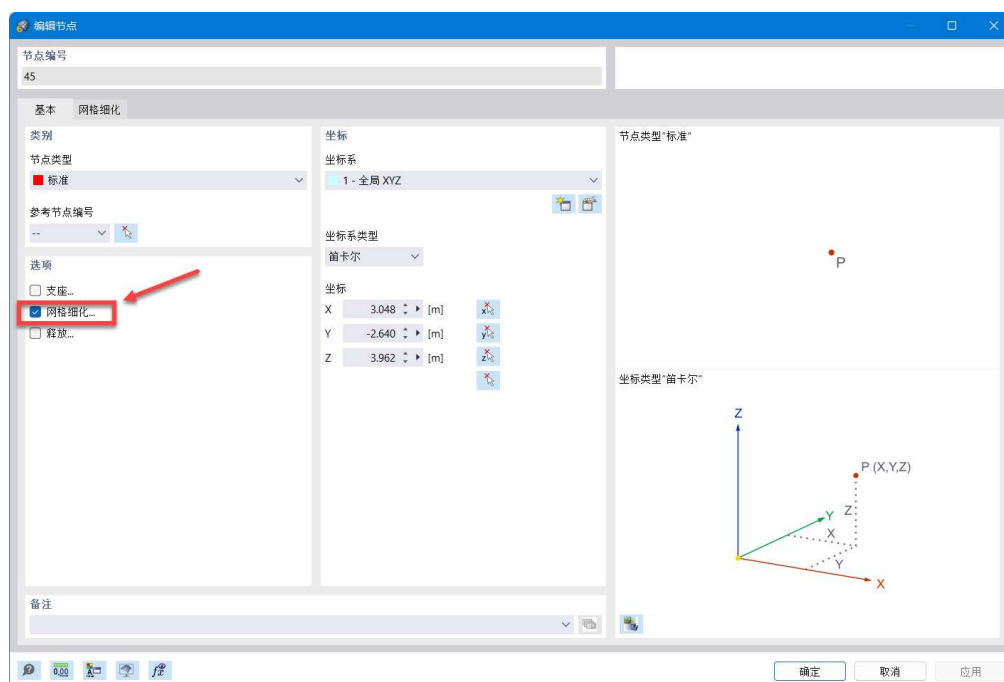 编辑节点
节点编号
45
基本 网格细化
类别
节点类型
标准
参考节点编号
--
选项
支座...
网格细化...
释放...
坐标
坐标系
1 - 全局 XYZ
坐标系类型
笛卡尔
坐标
X 3.048 [m]
Y -2.640 [m]
Z 3.962 [m]
节点类型"标准"
P
坐标类型"笛卡尔"
Z
P (X,Y,Z)
Y
Z
X
Y
X
备注
确定 取消 应用